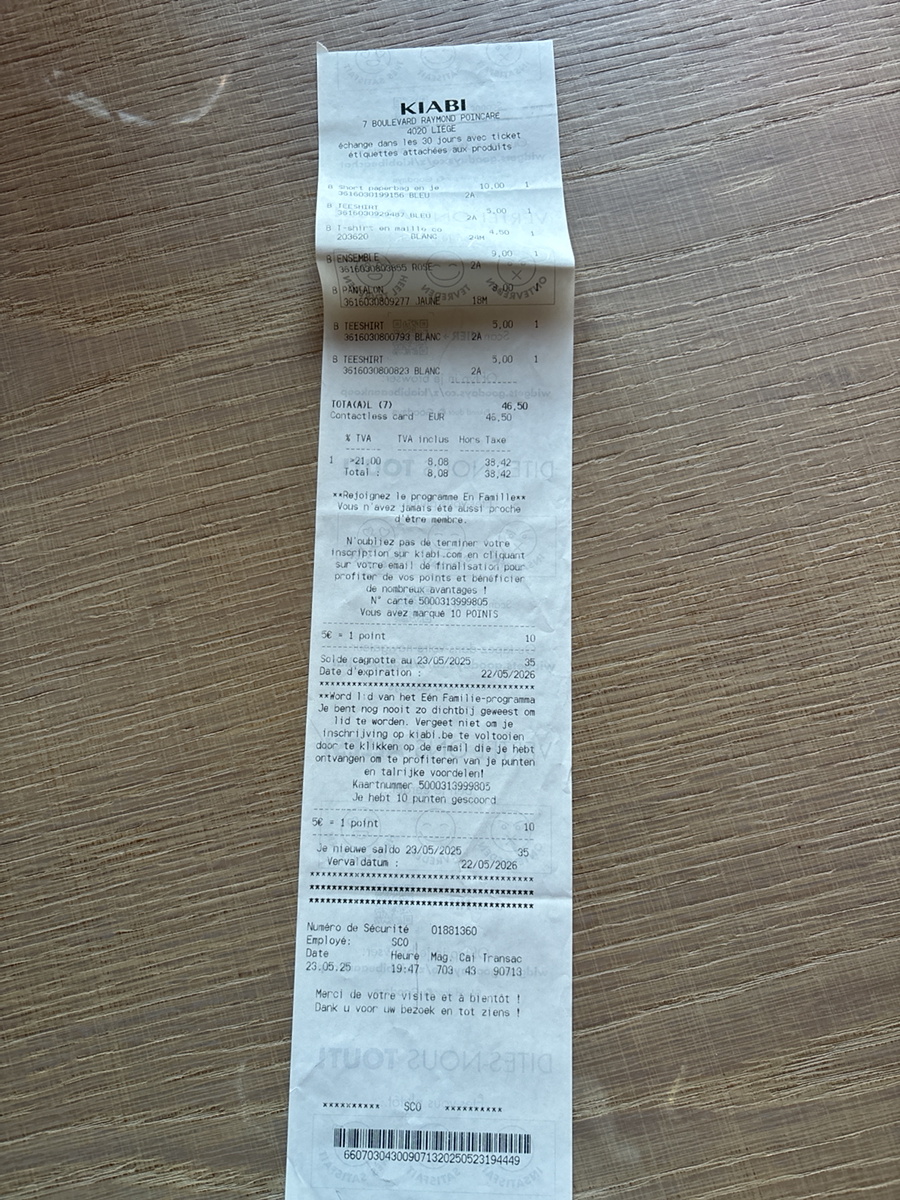 KIABI
7 BOULEVARD RAYMOND POINCARÉ
4020 LIÈGE
échange dans les 30 jours avec ticket
étiquettes attachées aux produits
B Short paperbag en je 10,00 1
3616030199156 BLEU 2A
B TEESHIRT 5,00 1
3616030929487 BLEU 2A
B T-shirt en maille co 4,50 1
203620 BLANC 24M
B ENSEMBLE 9,00 1
3616030803855 ROSE 2A
B PANTALON 8,00 1
3616030809277 JAUNE 18M
B TEESHIRT 5,00 1
3616030800793 BLANC 2A
B TEESHIRT 5,00 1
3616030800823 BLANC 2A
TOTA(A)L (7) 46,50
Contactless card EUR 46,50
% TVA TVA inclus Hors Taxe
1 >21,00 8,08 38,42
Total : 8,08 38,42
**Rejoignez le programme En Famille**
Vous n'avez jamais été aussi proche
d'être membre.
N'oubliez pas de terminer votre
inscription sur kiabi.com en cliquant
sur votre email de finalisation pour
profiter de vos points et bénéficier
de nombreux avantages !
N° carte 5000313999805
Vous avez marqué 10 POINTS
5€ = 1 point 10
Solde cagnotte au 23/05/2025 35
Date d'expiration : 22/05/2026
**************************************
**Word lid van het Eén Familie-programma
Je bent nog nooit zo dichtbij geweest om
lid te worden. Vergeet niet om je
inschrijving op kiabi.be te voltooien
door te klikken op de e-mail die je hebt
ontvangen om te profiteren van je punten
en talrijke voordelen!
Kaartnummer 5000313999805
Je hebt 10 punten gescoord
5€ = 1 point 10
Je nieuwe saldo 23/05/2025 35
Vervaldatum : 22/05/2026
**************************************
**************************************
**************************************
Numéro de Sécurité 01881360
Employé: SCO
Date Heure Mag. Cai Transac
23.05.25 19:47 703 43 90713
Merci de votre visite et à bientôt !
Dank u voor uw bezoek en tot ziens !
********** SCO **********
660703043009071320250523194449